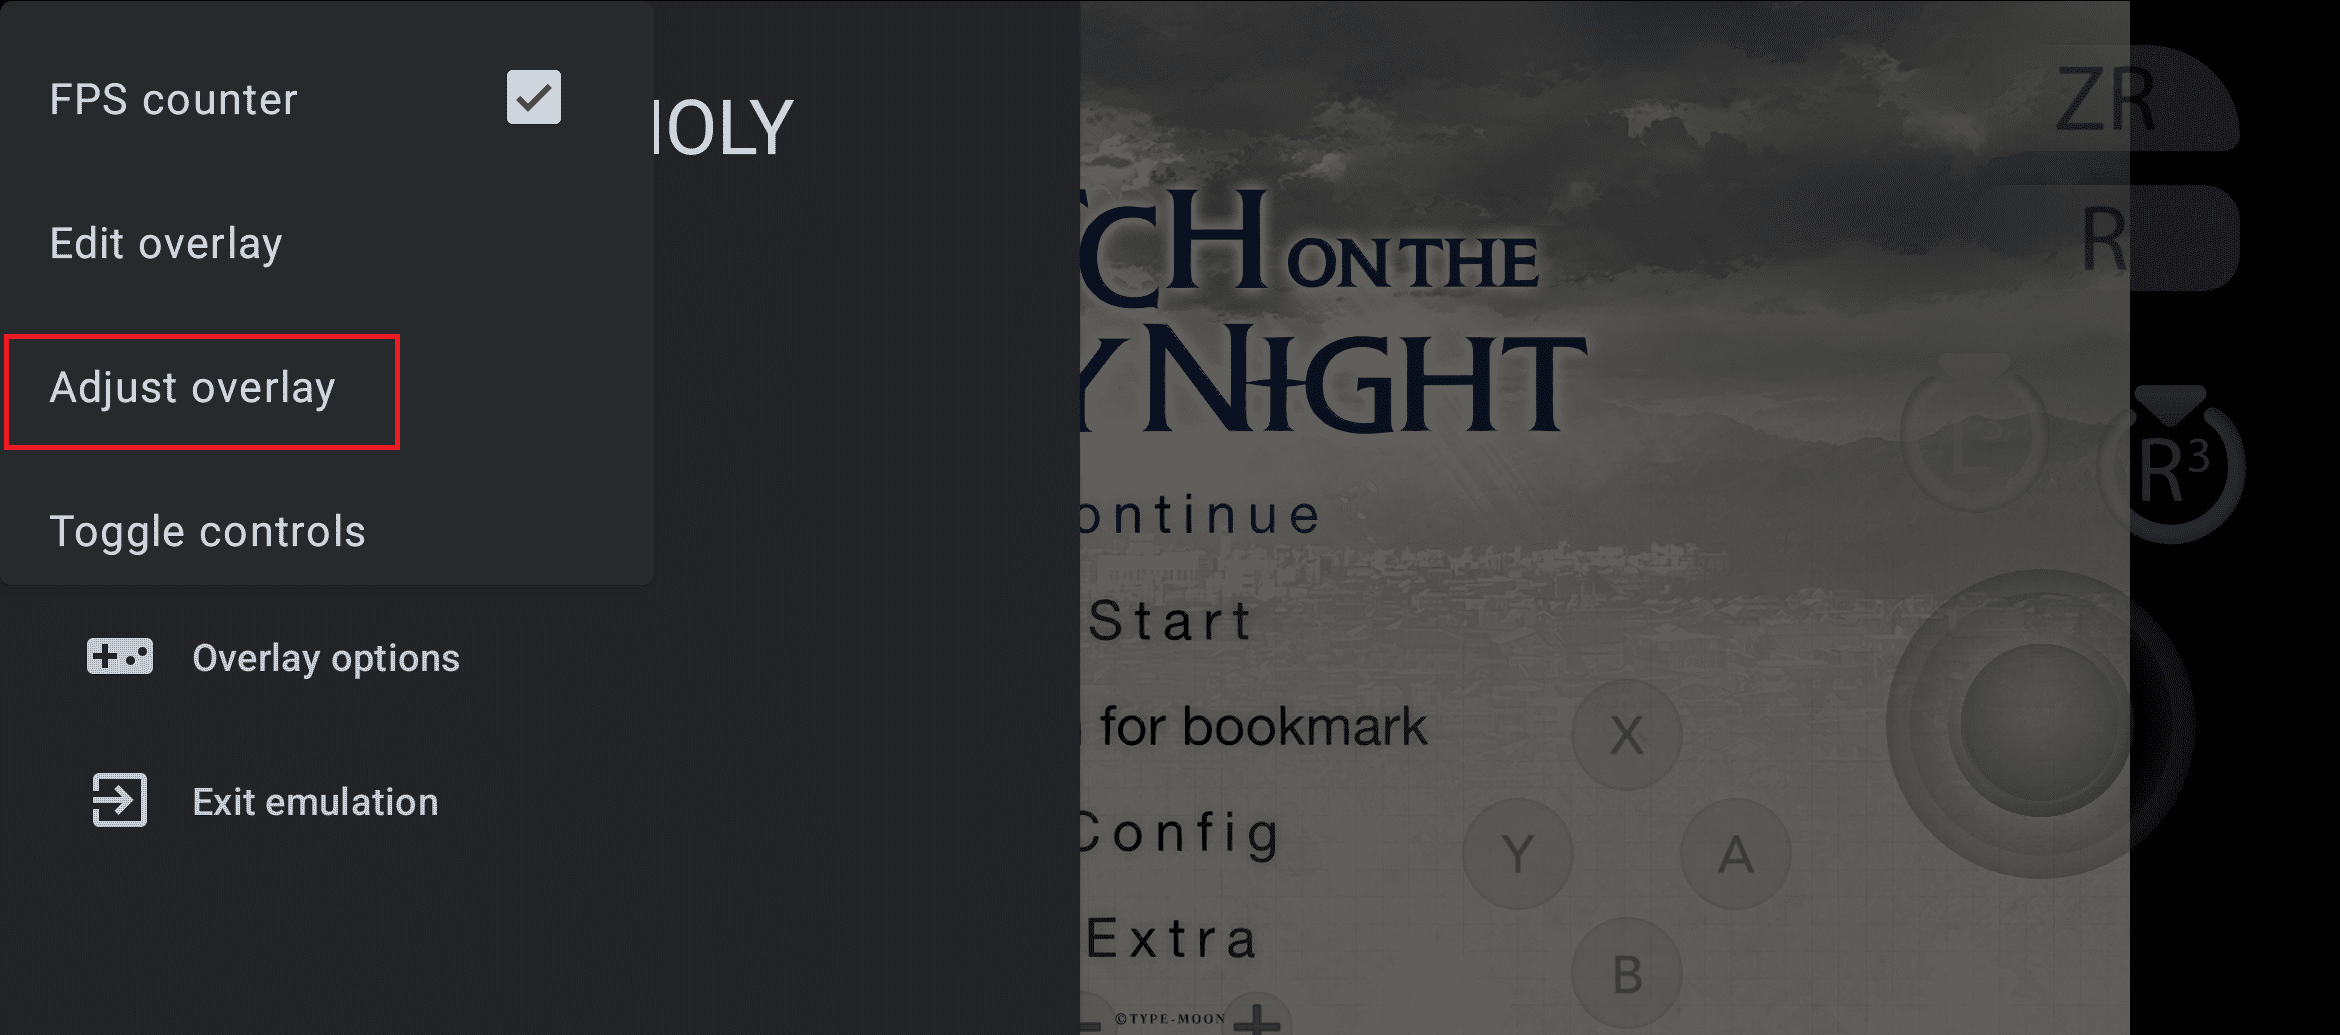 FPS counter
Edit overlay
Adjust overlay
Toggle controls
Overlay options
Exit emulation
OLY
CH ON THE
Y NIGHT
ontinue
Start
for bookmark
Config
Extra
©TYPE-MOON
ZR
R
L
R3
X
Y
A
B